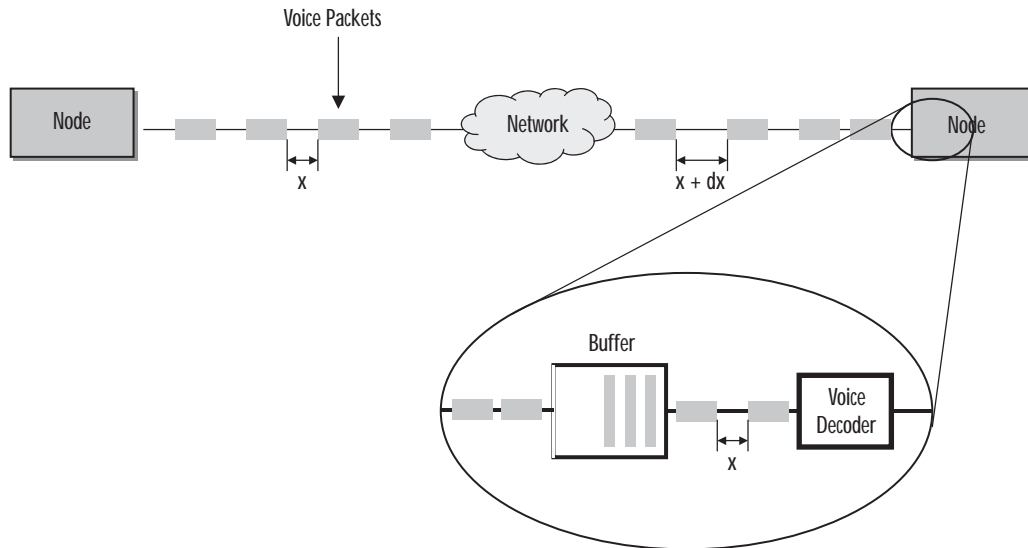 Voice Packets
Node
Network
Node
x
x + dx
Buffer
Voice
Decoder
x